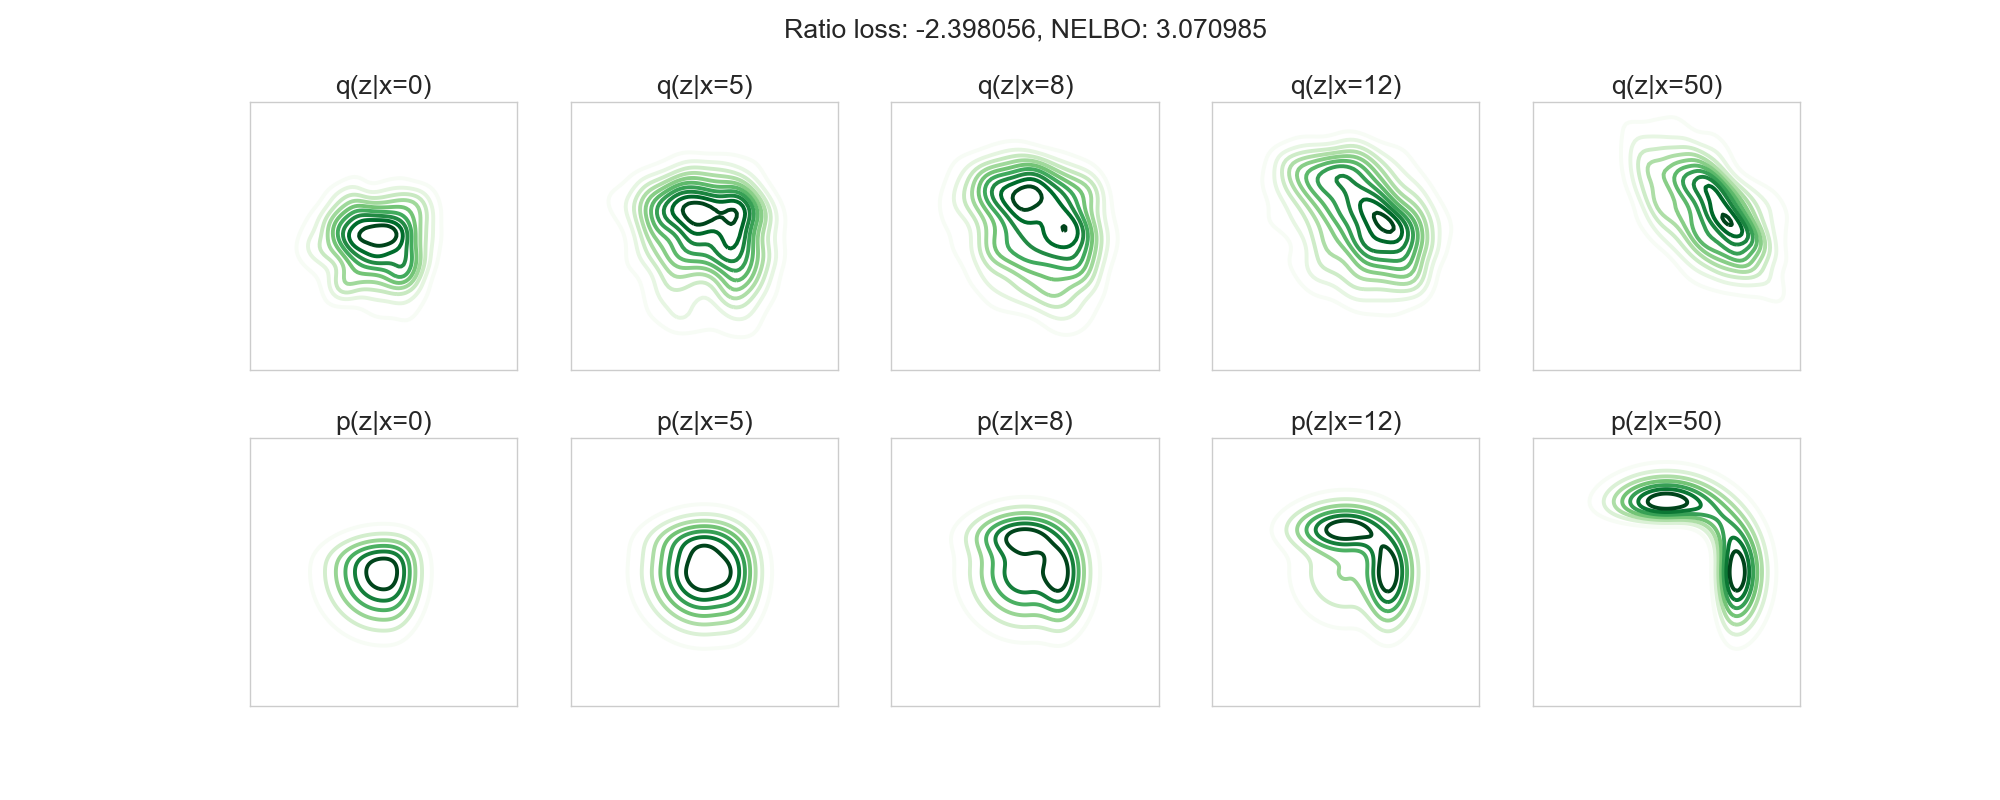 Ratio loss: -2.398056, NELBO: 3.070985
q(z|x=0) q(z|x=5) q(z|x=8) q(z|x=12) q(z|x=50)
p(z|x=0) p(z|x=5) p(z|x=8) p(z|x=12) p(z|x=50)